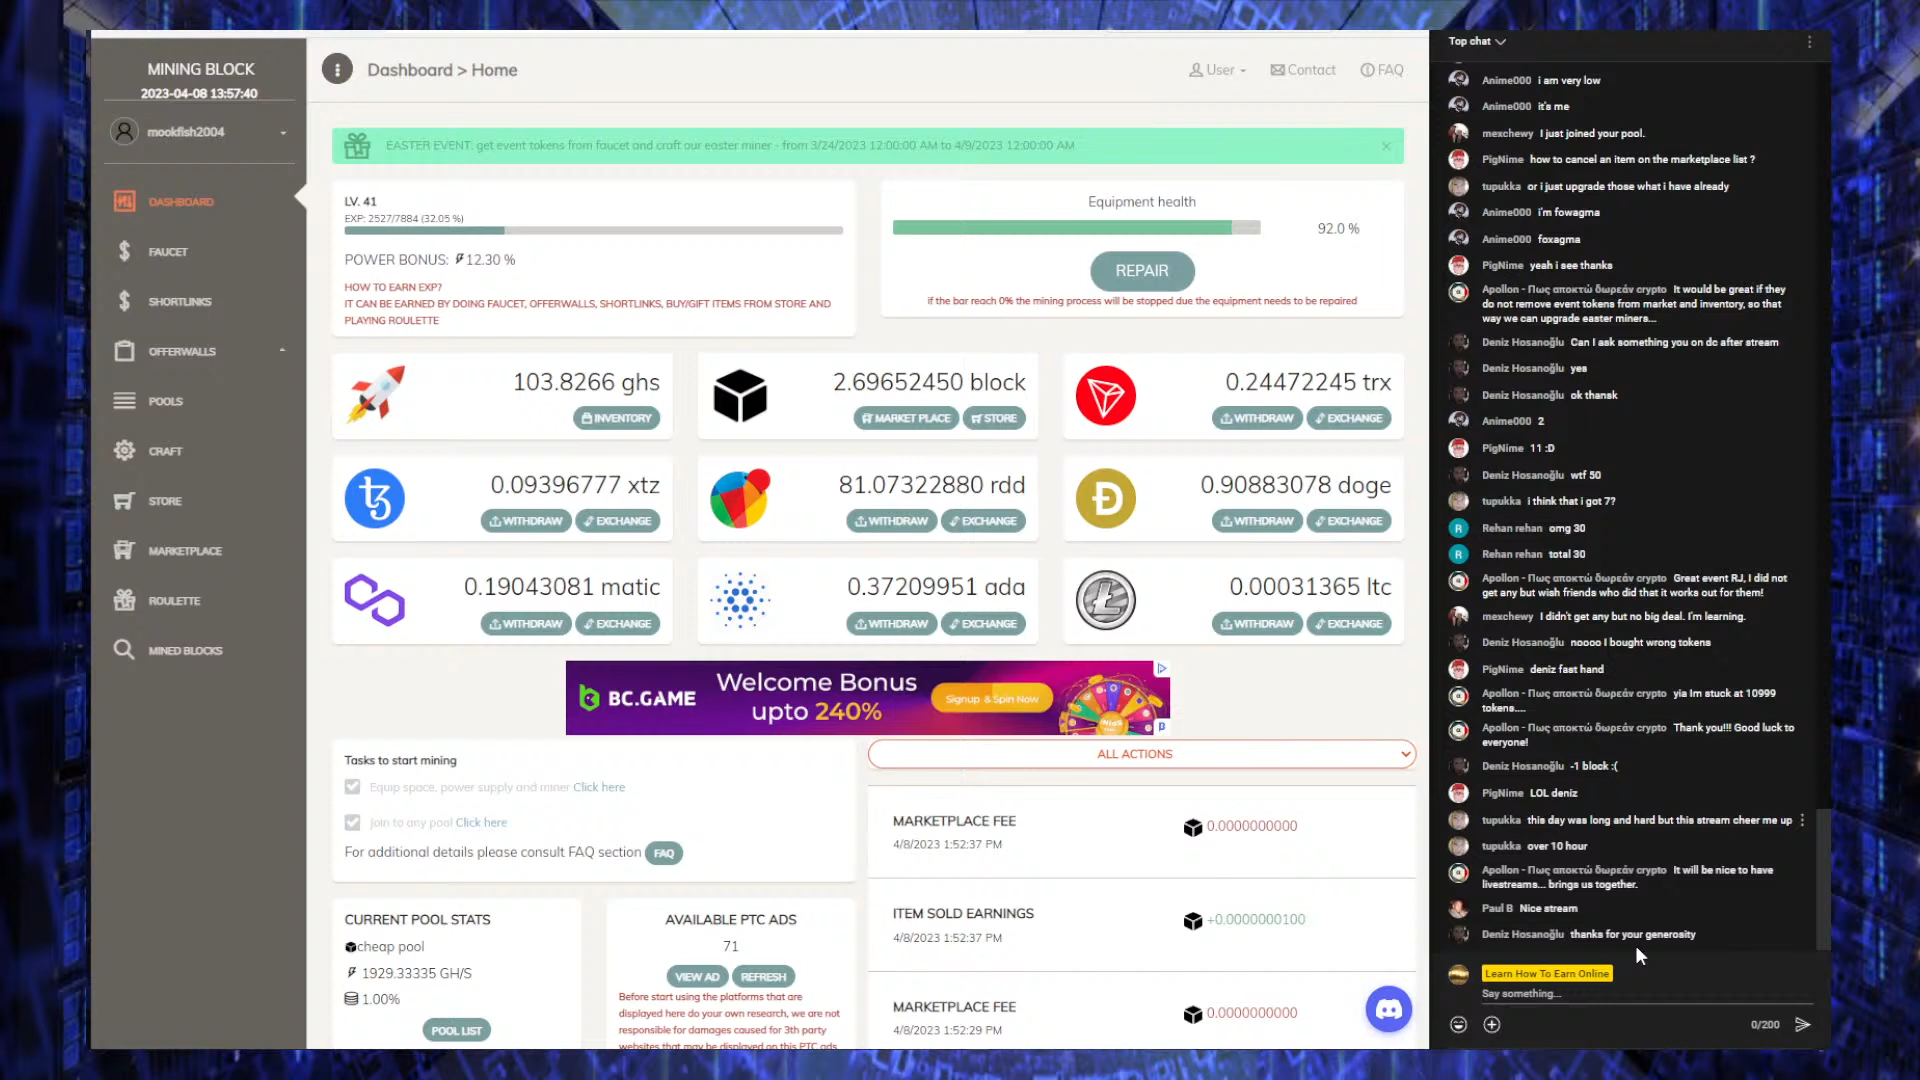 MINING BLOCK
2023-04-08 13:57:40
mookfish2004
DASHBOARD
FAUCET
SHORTLINKS
OFFERWALLS
POOLS
CRAFT
STORE
MARKETPLACE
ROULETTE
MINED BLOCKS
Dashboard > Home
User
Contact
FAQ
EASTER EVENT: get event tokens from faucet and craft our easter miner - from 3/24/2023 12:00:00 AM to 4/9/2023 12:00:00 AM
LV. 41
EXP: 2527/7884 (32.05 %)
POWER BONUS: 12.30 %
HOW TO EARN EXP?
IT CAN BE EARNED BY DOING FAUCET, OFFERWALLS, SHORTLINKS, BUY/GIFT ITEMS FROM STORE AND
PLAYING ROULETTE
Equipment health
92.0 %
REPAIR
if the bar reach 0% the mining process will be stopped due the equipment needs to be repaired
103.8266 ghs
INVENTORY
2.69652450 block
MARKET PLACE STORE
0.24472245 trx
WITHDRAW EXCHANGE
0.09396777 xtz
WITHDRAW EXCHANGE
81.07322880 rdd
WITHDRAW EXCHANGE
0.90883078 doge
WITHDRAW EXCHANGE
0.19043081 matic
WITHDRAW EXCHANGE
0.37209951 ada
WITHDRAW EXCHANGE
0.00031365 ltc
WITHDRAW EXCHANGE
BC.GAME
Welcome Bonus
upto 240%
Signup & Spin Now
Tasks to start mining
Equip space, power supply and miner Click here
Join to any pool Click here
For additional details please consult FAQ section FAQ
CURRENT POOL STATS
cheap pool
1929.33335 GH/S
1.00%
POOL LIST
AVAILABLE PTC ADS
71
VIEW AD REFRESH
Before start using the platforms that are
displayed here do your own research, we are not
responsible for damages caused for 3th party
websites that may be displayed on this PTC ads
ALL ACTIONS
MARKETPLACE FEE
4/8/2023 1:52:37 PM
0.0000000000
ITEM SOLD EARNINGS
4/8/2023 1:52:37 PM
+0.0000000100
MARKETPLACE FEE
4/8/2023 1:52:29 PM
0.0000000000
Top chat
Anime000 i am very low
Anime000 it's me
mexchewy I just joined your pool.
PigNime how to cancel an item on the marketplace list ?
tupukka or i just upgrade those what i have already
Anime000 i'm fowagma
Anime000 foxagma
PigNime yeah i see thanks
Apollon - Πως αποκτώ δωρεάν crypto It would be great if they
do not remove event tokens from market and inventory, so that
way we can upgrade easter miners...
Deniz Hosanoğlu Can I ask something you on dc after stream
Deniz Hosanoğlu yes
Deniz Hosanoğlu ok thansk
Anime000 2
PigNime 11 :D
Deniz Hosanoğlu wtf 50
tupukka i think that i got 7?
R Rehan rehan omg 30
R Rehan rehan total 30
Apollon - Πως αποκτώ δωρεάν crypto Great event RJ, I did not
get any but wish friends who did that it works out for them!
mexchewy I didn't get any but no big deal. I'm learning.
Deniz Hosanoğlu noooo I bought wrong tokens
PigNime deniz fast hand
Apollon - Πως αποκτώ δωρεάν crypto yia Im stuck at 10999
tokens....
Apollon - Πως αποκτώ δωρεάν crypto Thank you!!! Good luck to
everyone!
Deniz Hosanoğlu -1 block :(
PigNime LOL deniz
tupukka this day was long and hard but this stream cheer me up
tupukka over 10 hour
Apollon - Πως αποκτώ δωρεάν crypto It will be nice to have
livestreams... brings us together.
Paul B Nice stream
Deniz Hosanoğlu thanks for your generosity
Learn How To Earn Online
Say something...
0/200